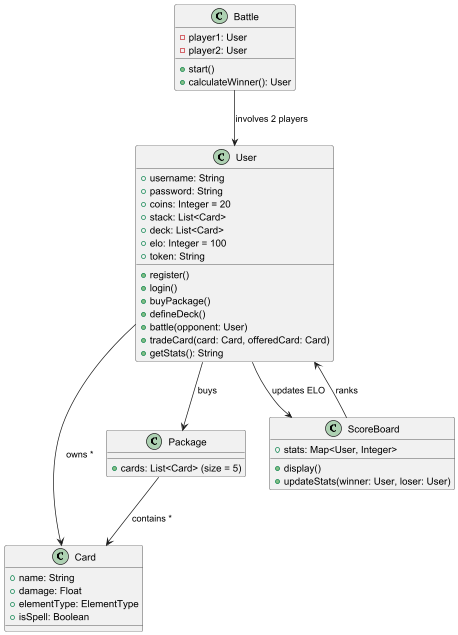 C Battle
player1: User
player2: User
start()
calculateWinner(): User
involves 2 players
C User
username: String
password: String
coins: Integer = 20
stack: List<Card>
deck: List<Card>
elo: Integer = 100
token: String
register()
login()
buyPackage()
defineDeck()
battle(opponent: User)
tradeCard(card: Card, offeredCard: Card)
getStats(): String
buys
updates ELO
ranks
owns *
C Package
cards: List<Card> (size = 5)
C ScoreBoard
stats: Map<User, Integer>
display()
updateStats(winner: User, loser: User)
contains *
C Card
name: String
damage: Float
elementType: ElementType
isSpell: Boolean